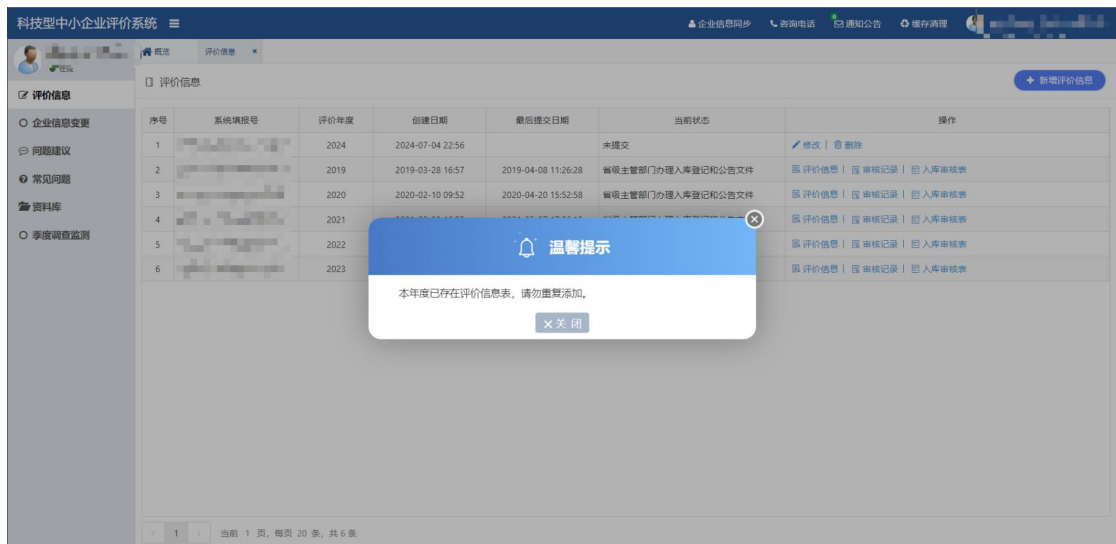 科技型中小企业评价系统
企业信息同步 咨询电话 通知公告 缓存清理
在线
概览 评价信息
评价信息
企业信息变更
问题建议
常见问题
资料库
季度调查监测
评价信息
新增评价信息
序号 系统填报号 评价年度 创建日期 最后提交日期 当前状态 操作
1 2024 2024-07-04 22:56 未提交 修改 | 删除
2 2019 2019-03-28 16:57 2019-04-08 11:26:28 省级主管部门办理入库登记和公告文件 评价信息 | 审核记录 | 入库审核表
3 2020 2020-02-10 09:52 2020-04-20 15:52:58 省级主管部门办理入库登记和公告文件 评价信息 | 审核记录 | 入库审核表
4 2021 评价信息 | 审核记录 | 入库审核表
5 2022 评价信息 | 审核记录 | 入库审核表
6 2023 评价信息 | 审核记录 | 入库审核表
温馨提示
本年度已存在评价信息表，请勿重复添加。
关 闭
1 当前 1 页, 每页 20 条, 共 6 条